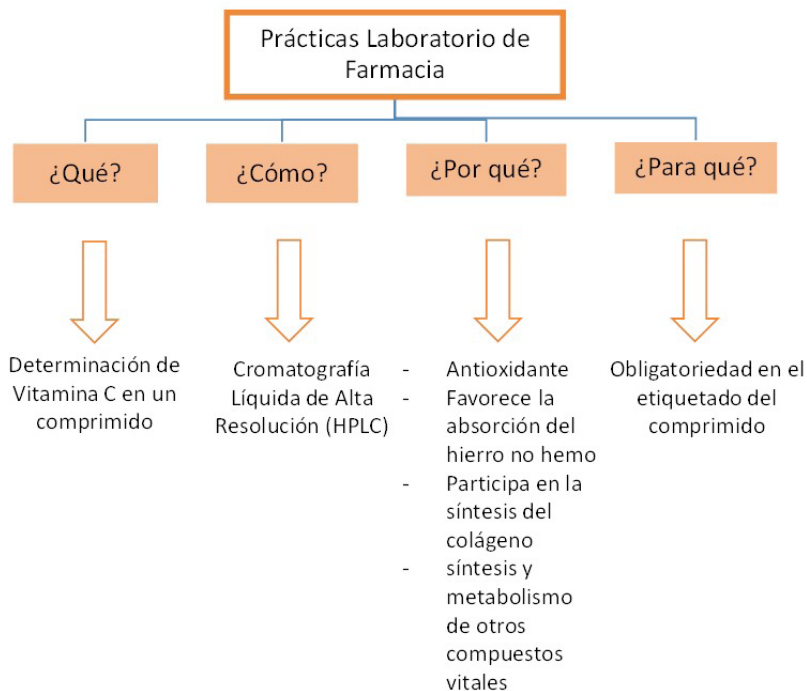 Prácticas Laboratorio de
Farmacia
¿Qué?
¿Cómo?
¿Por qué?
¿Para qué?
Determinación de
Vitamina C en un
comprimido
Cromatografía
Líquida de Alta
Resolución (HPLC)
- Antioxidante
- Favorece la
absorción del
hierro no hemo
- Participa en la
síntesis del
colágeno
- síntesis y
metabolismo
de otros
compuestos
vitales
Obligatoriedad en el
etiquetado del
comprimido